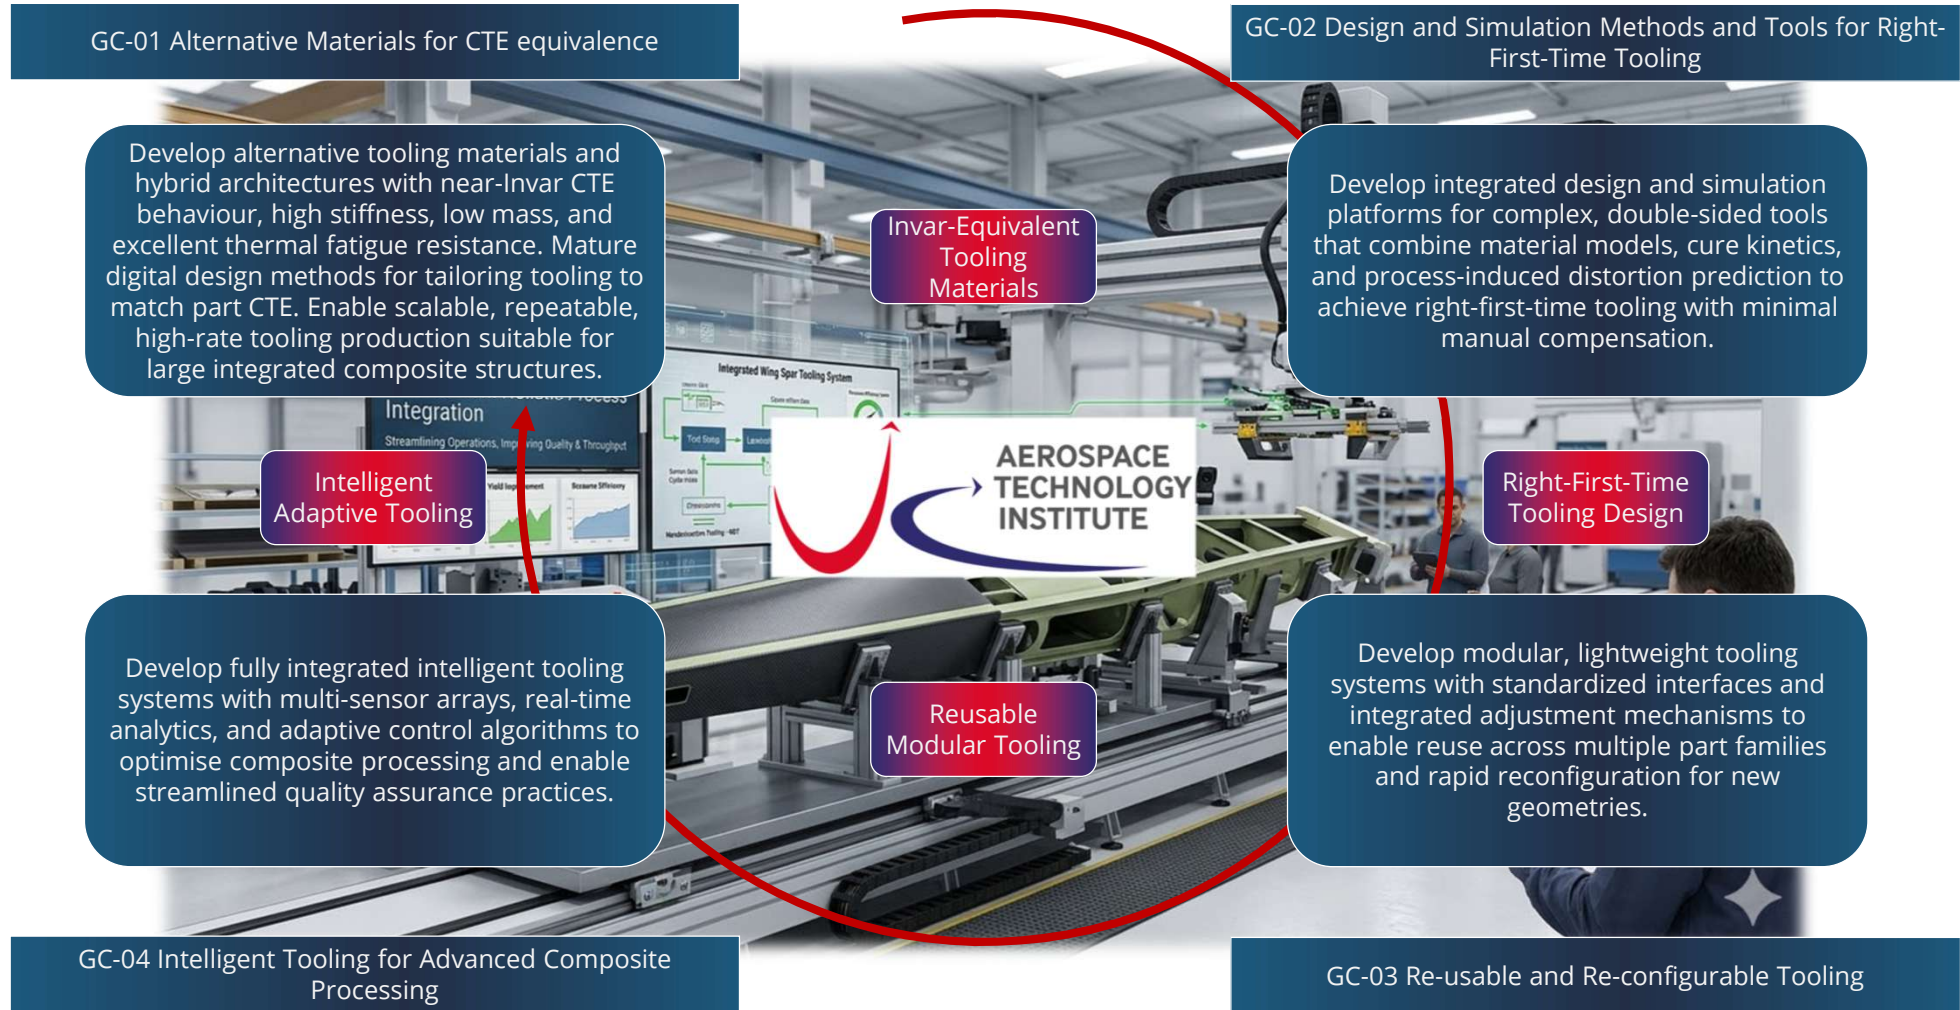 GC-01 Alternative Materials for CTE equivalence
GC-02 Design and Simulation Methods and Tools for Right-
First-Time Tooling
Develop alternative tooling materials and
hybrid architectures with near-Invar CTE
behaviour, high stiffness, low mass, and
excellent thermal fatigue resistance. Mature
digital design methods for tailoring tooling to
match part CTE. Enable scalable, repeatable,
high-rate tooling production suitable for
large integrated composite structures.
Invar-Equivalent
Tooling
Materials
Develop integrated design and simulation
platforms for complex, double-sided tools
that combine material models, cure kinetics,
and process-induced distortion prediction to
achieve right-first-time tooling with minimal
manual compensation.
Integrsted Wing Spar Tooling System
Process
Integration
Streamlining Operations, Improving Quality & Throughput
Intelligent
Adaptive Tooling
AEROSPACE
TECHNOLOGY
INSTITUTE
Right-First-Time
Tooling Design
Develop fully integrated intelligent tooling
systems with multi-sensor arrays, real-time
analytics, and adaptive control algorithms to
optimise composite processing and enable
streamlined quality assurance practices.
Reusable
Modular Tooling
Develop modular, lightweight tooling
systems with standardized interfaces and
integrated adjustment mechanisms to
enable reuse across multiple part families
and rapid reconfiguration for new
geometries.
GC-04 Intelligent Tooling for Advanced Composite
Processing
GC-03 Re-usable and Re-configurable Tooling